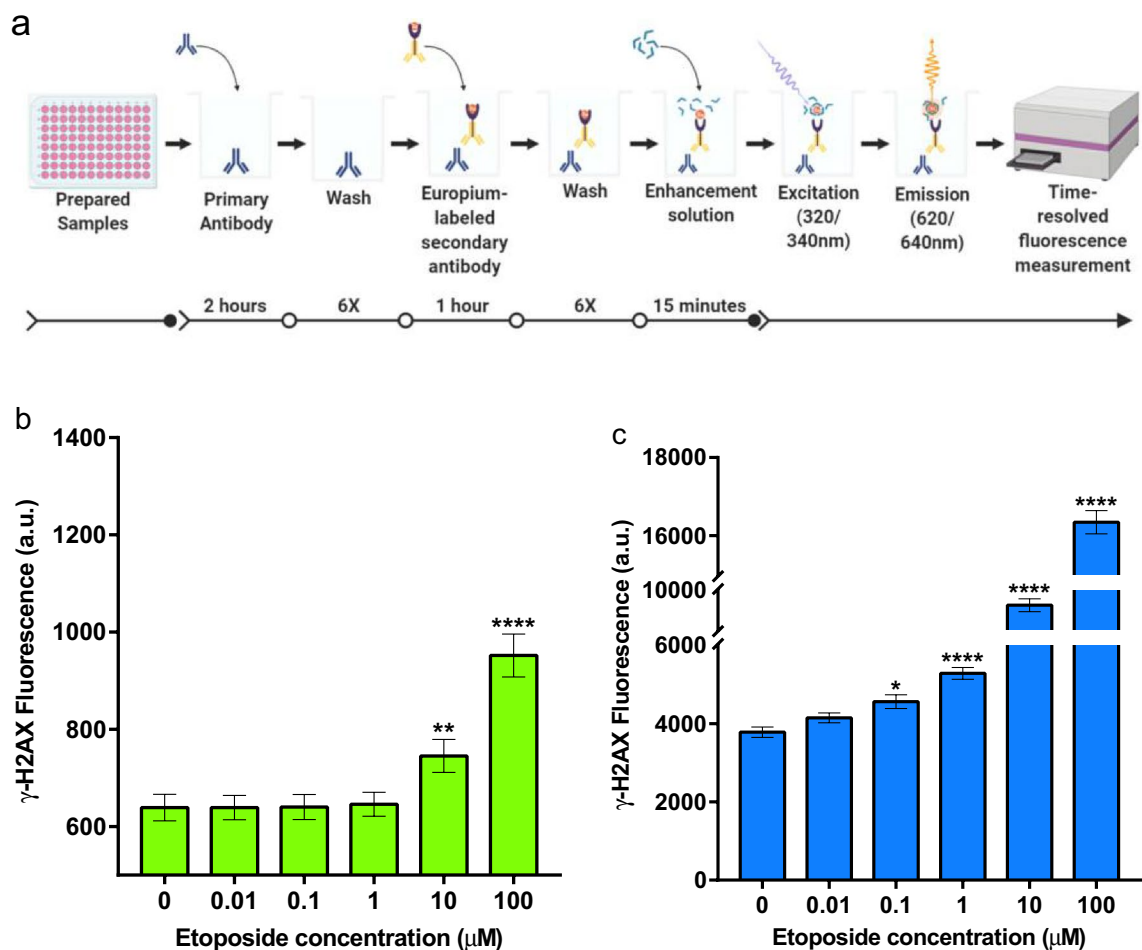 a
Prepared
Samples
Primary
Antibody
Wash
Europium-
labeled
secondary
antibody
Wash
Enhancement
solution
Excitation
(320/
340nm)
Emission
(620/
640nm)
Time-
resolved
fluorescence
measurement
2 hours
6X
1 hour
6X
15 minutes
b
γ-H2AX Fluorescence (a.u.)
1400
1200
1000
800
600
**
****
0 0.01 0.1 1 10 100
Etoposide concentration (μM)
c
γ-H2AX Fluorescence (a.u.)
18000
16000
10000
6000
4000
2000
0
*
****
****
****
0 0.01 0.1 1 10 100
Etoposide concentration (μM)